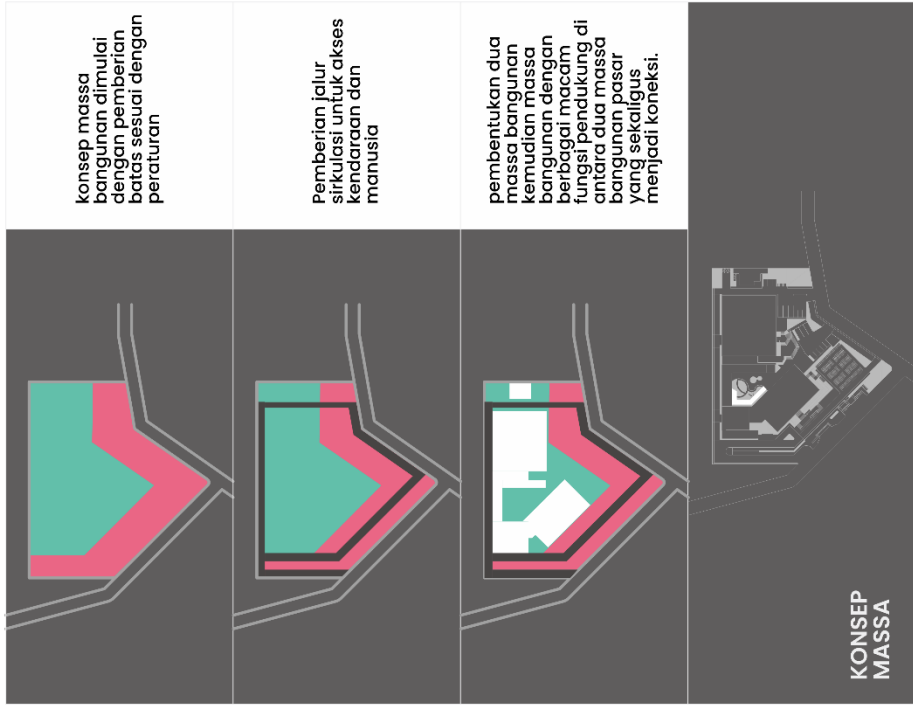 konsep massa
bangunan dimulai
dengan pemberian
batas sesuai dengan
peraturan
Pemberian jalur
sirkulasi untuk akses
kendaraan dan
manusia
pembentukan dua
massa bangunan
kemudian massa
bangunan dengan
berbagai macam
fungsi pendukung di
antara dua massa
bangunan pasar
yang sekaligus
menjadi koneksi.
KONSEP
MASSA